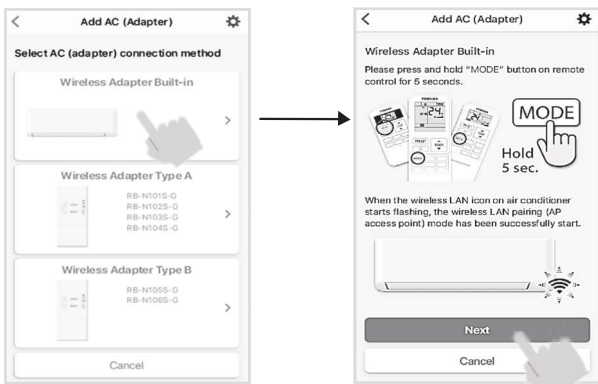 Add AC (Adapter)
Select AC (adapter) connection method
Wireless Adapter Built-in
Wireless Adapter Type A
RB-N101S-G
RB-N102S-G
RB-N103S-G
RB-N104S-G
Wireless Adapter Type B
RB-N105S-G
RB-N106S-G
Cancel
Add AC (Adapter)
Wireless Adapter Built-in
Please press and hold “MODE” button on remote
control for 5 seconds.
TOSHIBA
MODE
Hold
5 sec.
When the wireless LAN icon on air conditioner
starts flashing, the wireless LAN pairing (AP
access point) mode has been successfully start.
Next
Cancel